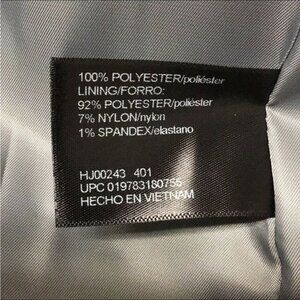 100% POLYESTER/poliéster
LINING/FORRO:
92% POLYESTER/poliéster
7% NYLON/nylon
1% SPANDEX/elastano
HJ00243 401
UPC 019783180755
HECHO EN VIETNAM